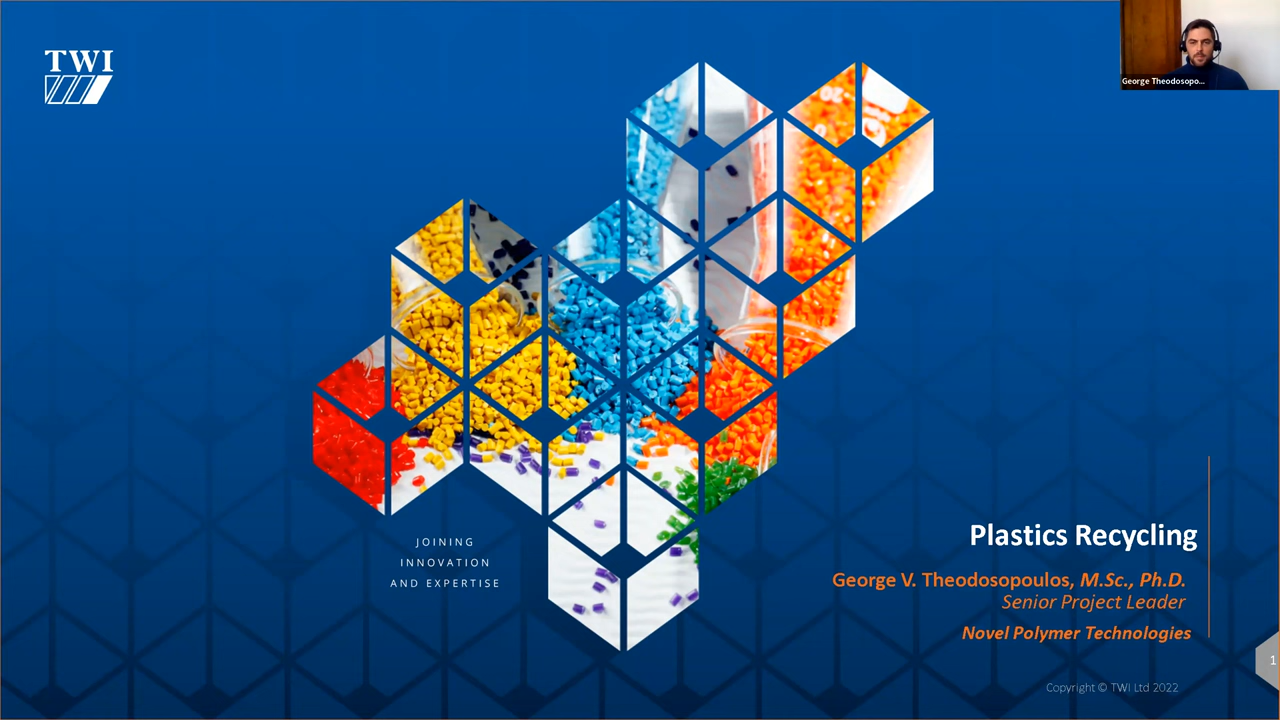 TWI
George Theodosopo...
JOINING
INNOVATION
AND EXPERTISE
Plastics Recycling
George V. Theodosopoulos, M.Sc., Ph.D.
Senior Project Leader
Novel Polymer Technologies
1
Copyright © TWI Ltd 2022